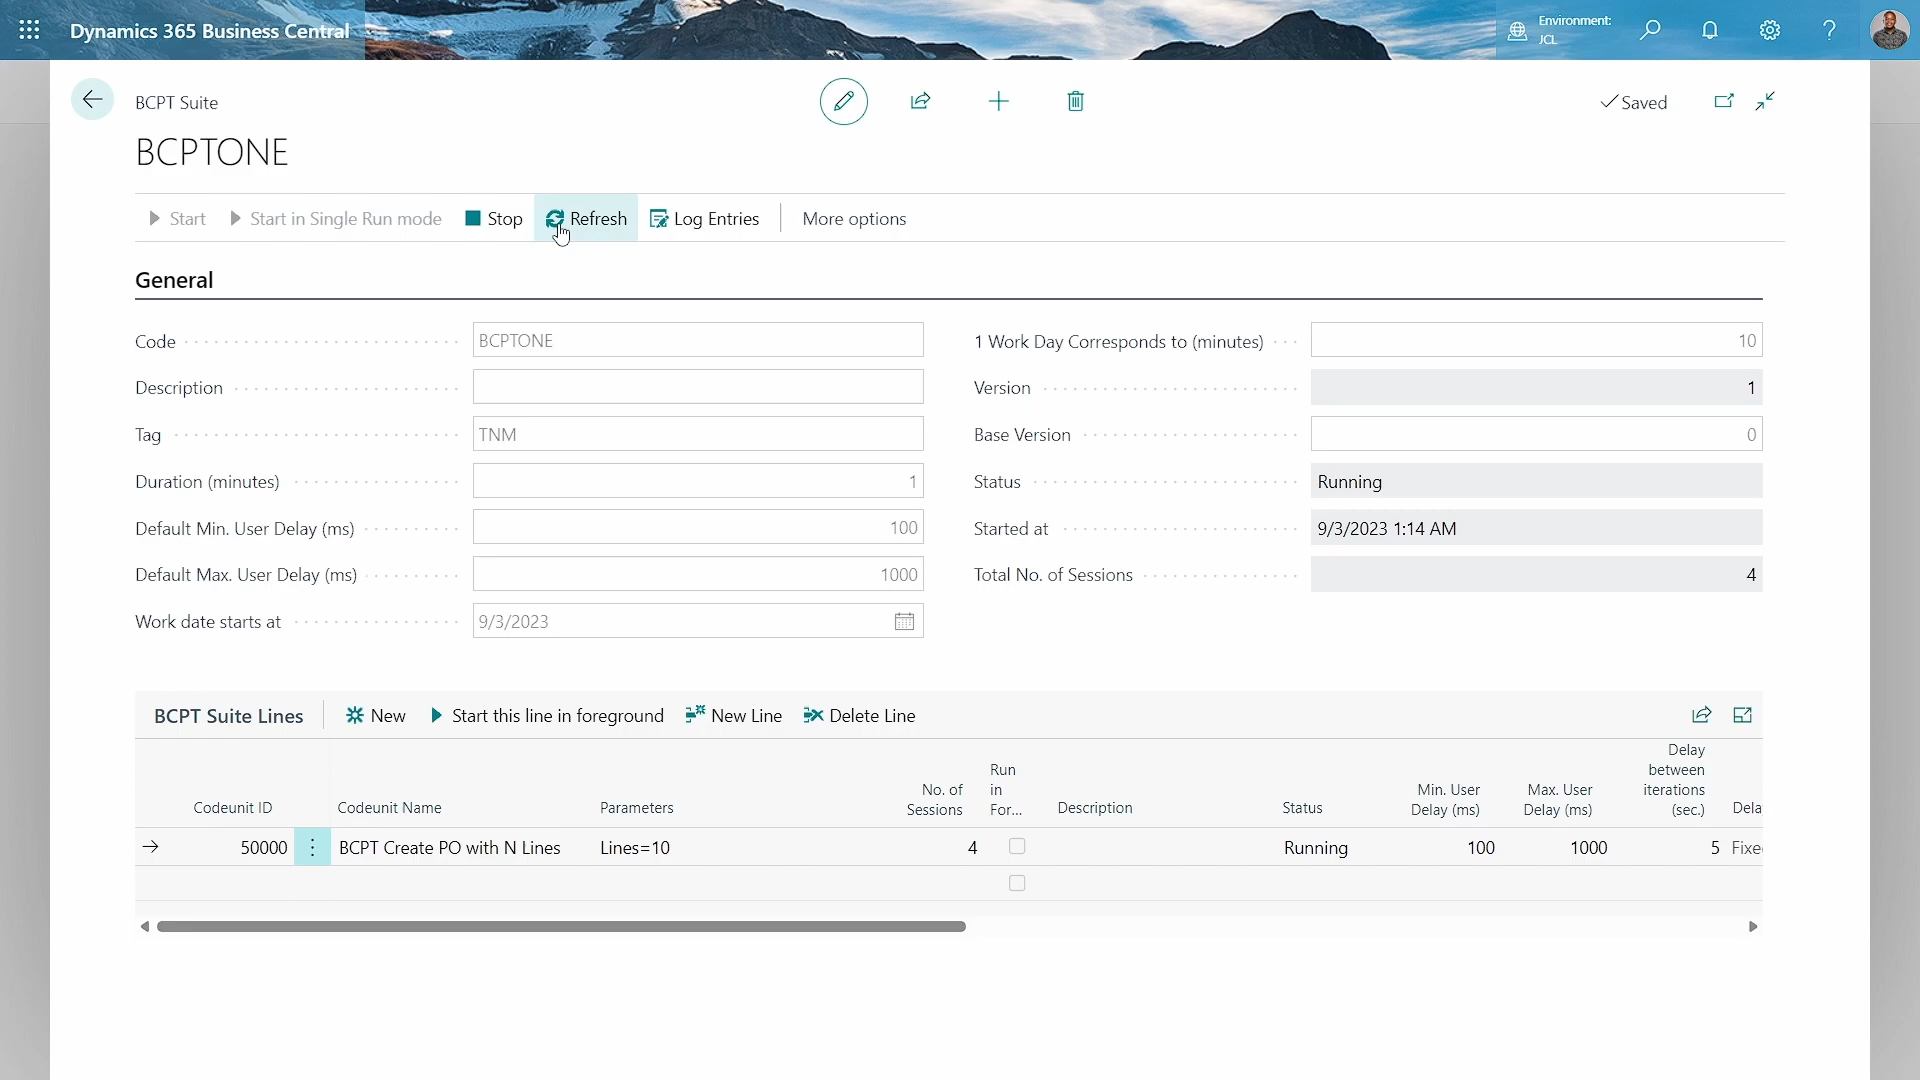 Dynamics 365 Business Central
Environment:
JCL
?
BCPT Suite
Saved
BCPTONE
Start
Start in Single Run mode
Stop
Refresh
Log Entries
More options
General
Code
BCPTONE
1 Work Day Corresponds to (minutes)
10
Description
Version
1
Tag
TNM
Base Version
0
Duration (minutes)
1
Status
Running
Default Min. User Delay (ms)
100
Started at
9/3/2023 1:14 AM
Default Max. User Delay (ms)
1000
Total No. of Sessions
4
Work date starts at
9/3/2023
BCPT Suite Lines
New
Start this line in foreground
New Line
Delete Line
Codeunit ID
Codeunit Name
Parameters
No. of
Sessions
Run
in
For...
Description
Status
Min. User
Delay (ms)
Max. User
Delay (ms)
Delay
between
iterations
(sec.)
Dela
50000
BCPT Create PO with N Lines
Lines=10
4
Running
100
1000
5
Fixe